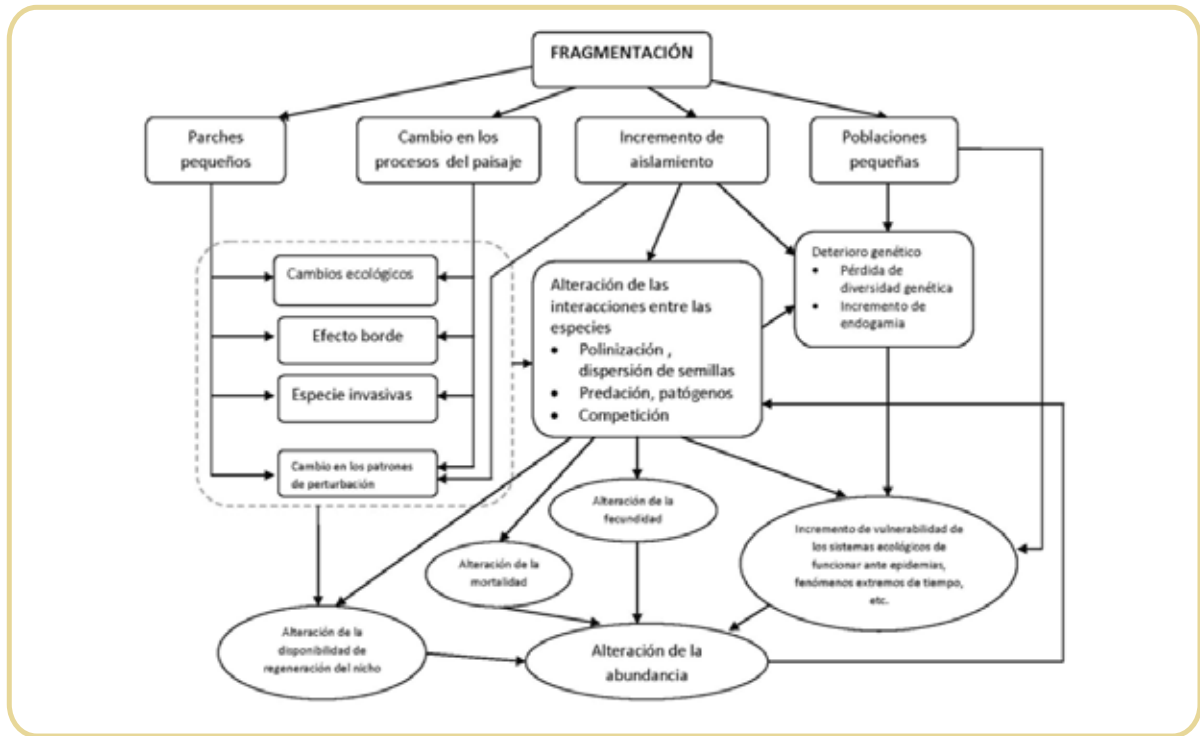 FRAGMENTACIÓN
Parches
pequeños
Cambio en los
procesos del paisaje
Incremento de
aislamiento
Poblaciones
pequeñas
Cambios ecológicos
Efecto borde
Especie invasivas
Cambio en los patrones
de perturbación
Alteración de las
interacciones entre las
especies
• Polinización ,
dispersión de semillas
• Predación, patógenos
• Competición
Deterioro genético
• Pérdida de
diversidad genética
• Incremento de
endogamia
Alteración de la
fecundidad
Alteración de la
mortalidad
Incremento de vulnerabilidad de
los sistemas ecológicos de
funcionar ante epidemias,
fenómenos extremos de tiempo,
etc.
Alteración de la
disponibilidad de
regeneración del nicho
Alteración de la
abundancia